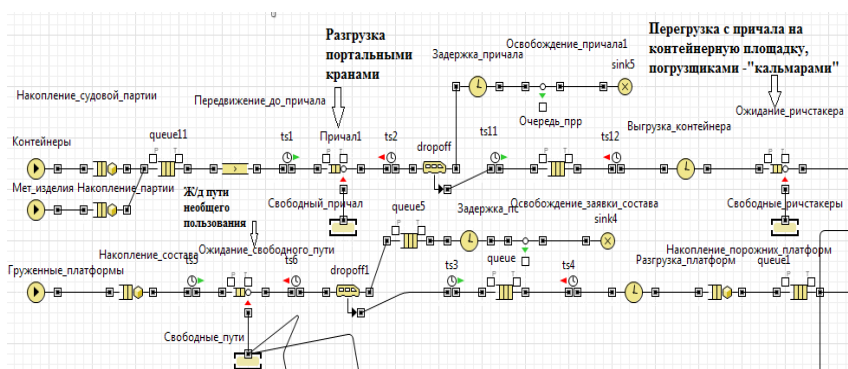 Разгрузка
портальными
кранами
Перегрузка с причала на
контейнерную площадку,
погрузщиками -"кальмарами"
Освобождение_причала1
Задержка_причала
sink5
Накопление_судовой_партии
Передвижение_до_причала
Ожидание_ричстакера
Очередь_прр
Выгрузка_контейнера
Контейнеры
queue11
ts1
Причал1
ts2
dropoff
ts11
ts12
Мет_изделия
Накопление_партии
Ж/д пути
необщего
пользования
Свободный_причал
queue5
Задержка_пс
Освобождение_заявки_состава
sink4
Свободные_ричстакеры
Накопление_состава
Ожидание_свободного_пути
Накопление_порожних_платформ
Груженные_платформы
ts5
ts6
dropoff1
ts3
queue
ts4
Разгрузка_платформ
queue1
Свободные_пути